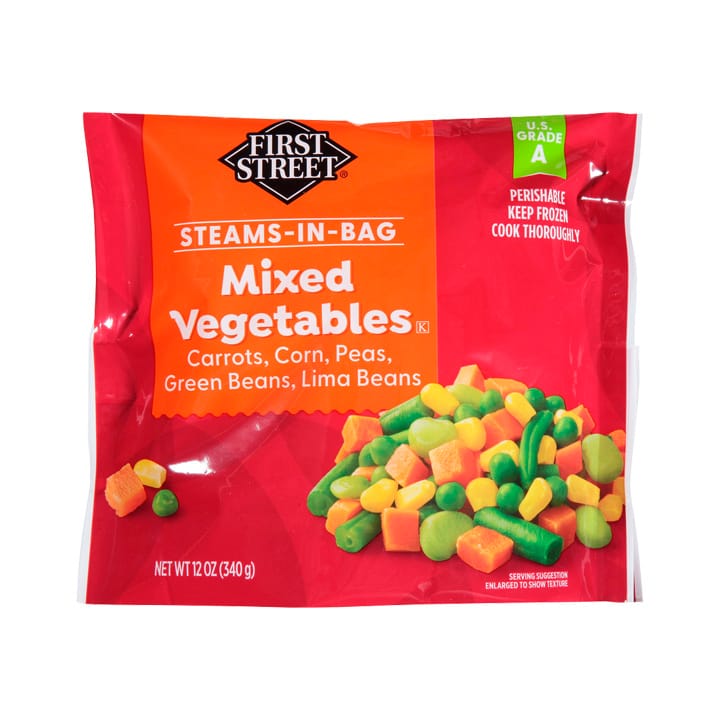 FIRST
STREET®
U.S.
GRADE
A
PERISHABLE
KEEP FROZEN
COOK THOROUGHLY
STEAMS-IN-BAG
Mixed
Vegetables K
Carrots, Corn, Peas,
Green Beans, Lima Beans
NET WT 12 OZ (340 g)
SERVING SUGGESTION
ENLARGED TO SHOW TEXTURE